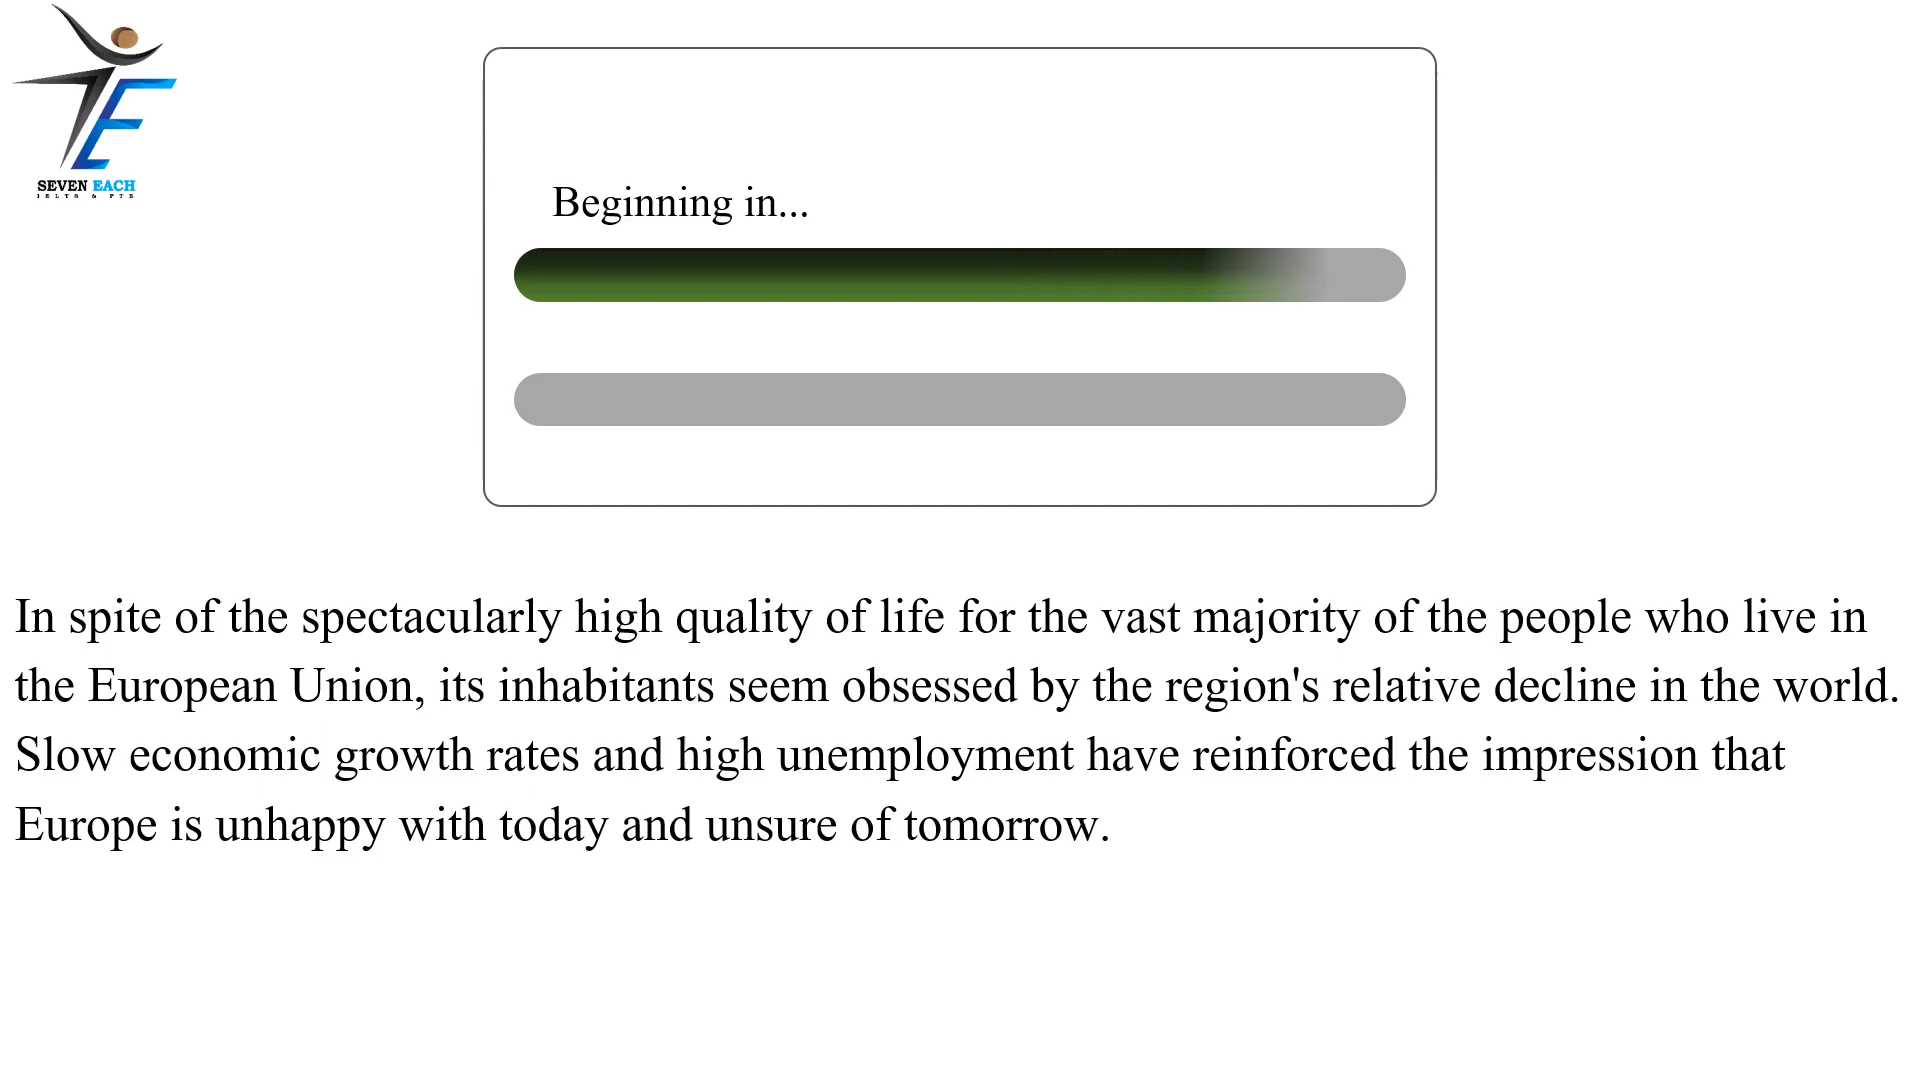 SEVEN EACH
IELTS & PTE
Beginning in...
In spite of the spectacularly high quality of life for the vast majority of the people who live in
the European Union, its inhabitants seem obsessed by the region's relative decline in the world.
Slow economic growth rates and high unemployment have reinforced the impression that
Europe is unhappy with today and unsure of tomorrow.